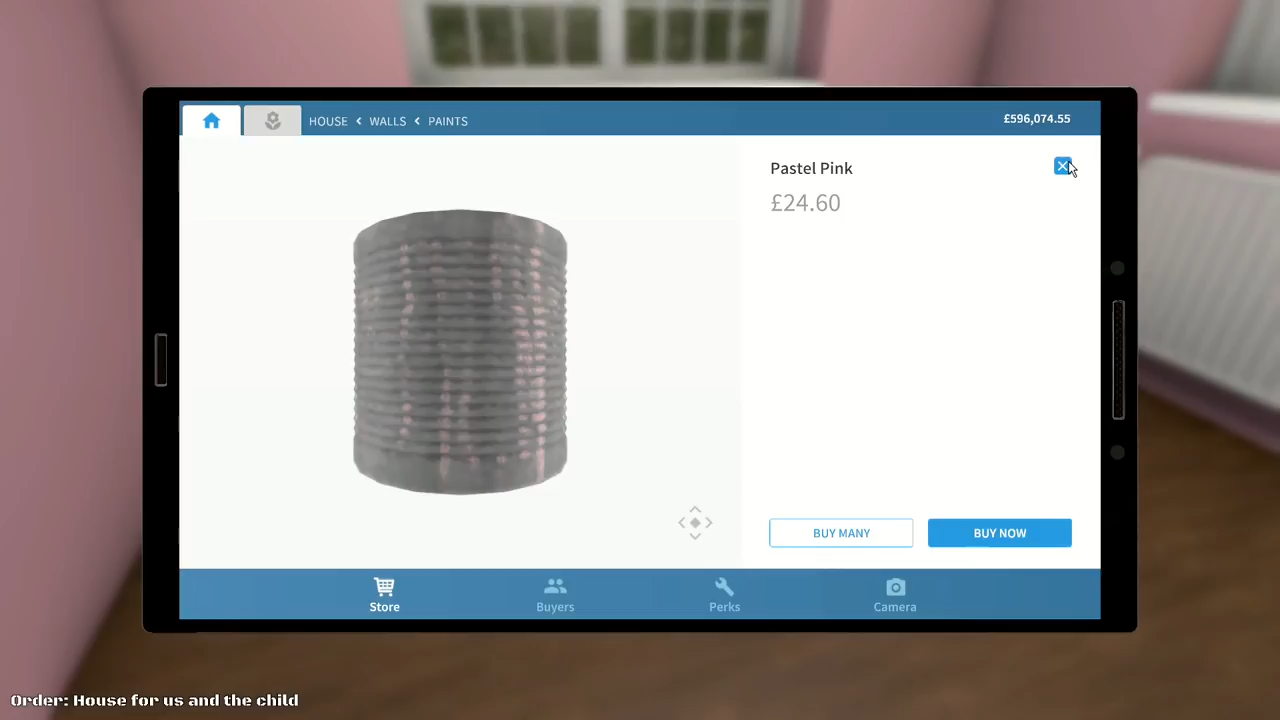 HOUSE < WALLS < PAINTS
£596,074.55
Pastel Pink
£24.60
BUY MANY
BUY NOW
Store
Buyers
Perks
Camera
Order: House for us and the child